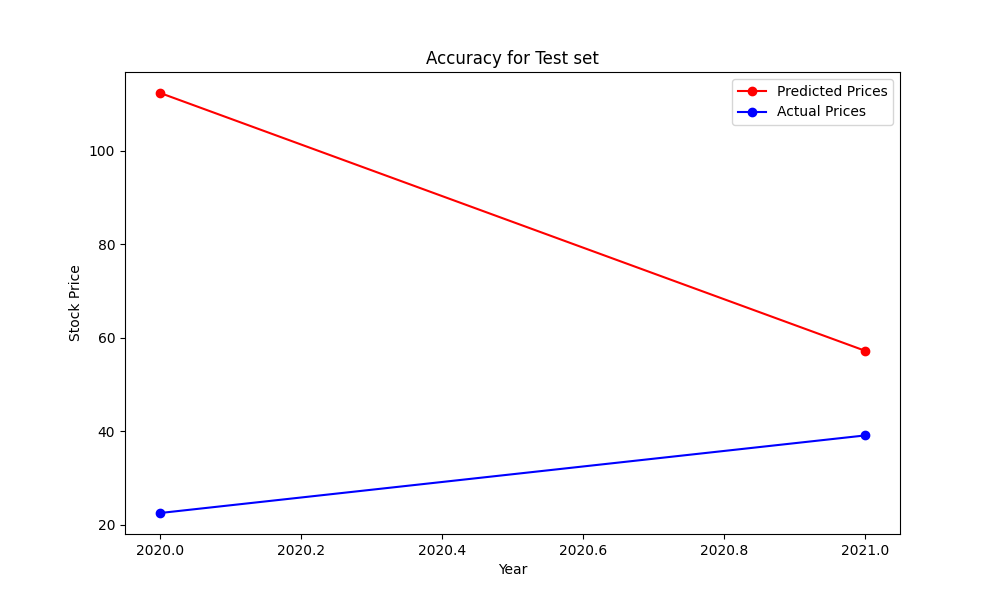 Accuracy for Test set
Predicted Prices
Actual Prices
Stock Price
100
80
60
40
20
2020.0 2020.2 2020.4 2020.6 2020.8 2021.0
Year